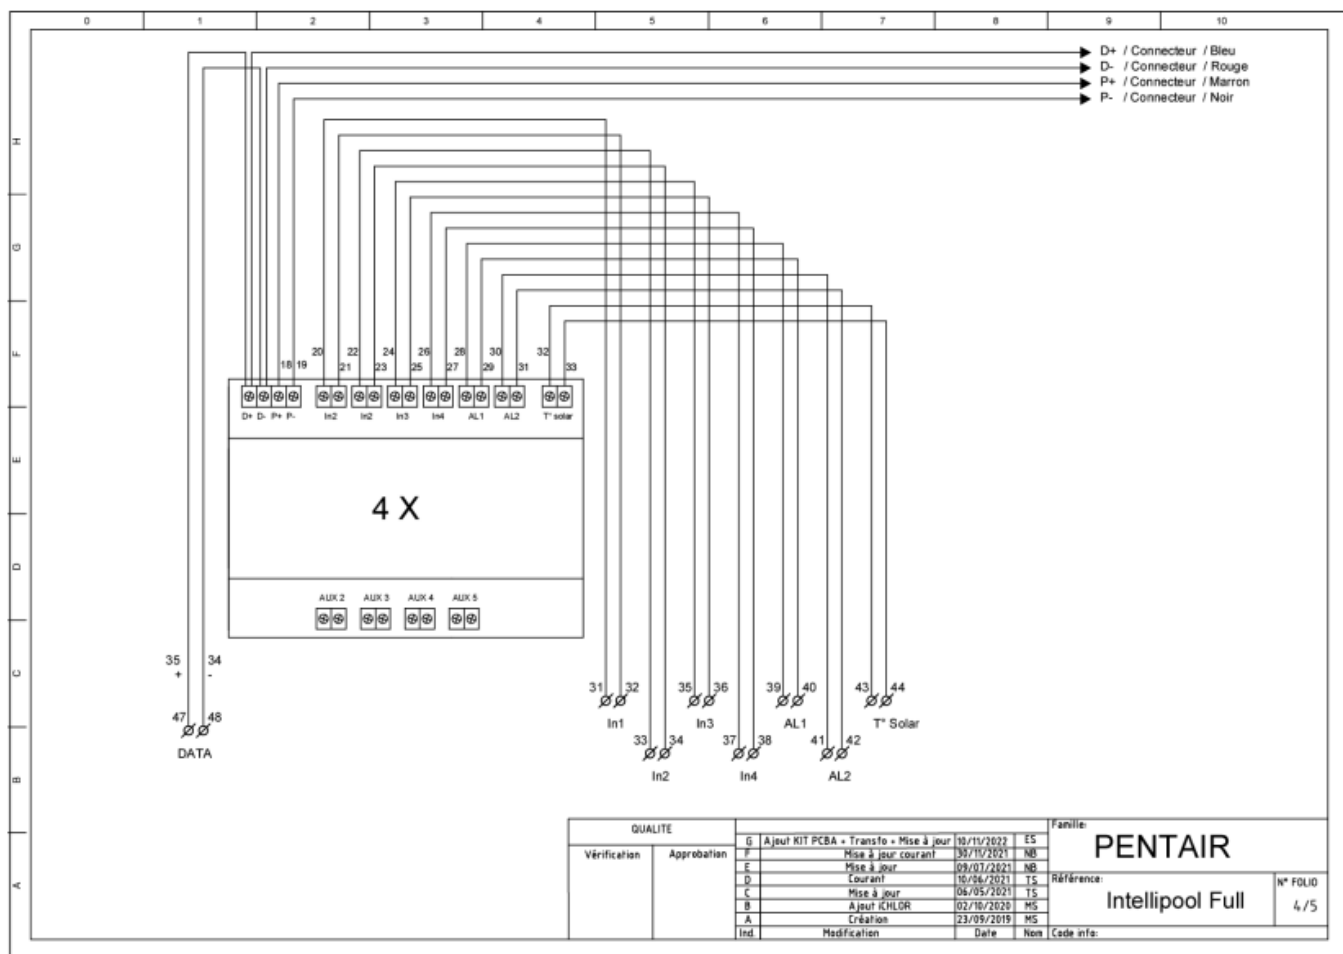 0 1 2 3 4 5 6 7 8 9 10
D+ / Connecteur / Bleu
D- / Connecteur / Rouge
P+ / Connecteur / Marron
P- / Connecteur / Noir
H
G
F
E
D
C
B
A
20 22 24 26 28 30 32
18 19 21 23 25 27 29 31 33
D+ D- P+ P- In2 In2 In3 In4 AL1 AL2 T° solar
4 X
AUX 2 AUX 3 AUX 4 AUX 5
35 34
+ -
47 48
DATA
31 32
In1
33 34
In2
35 36
In3
37 38
In4
39 40
AL1
41 42
AL2
43 44
T° Solar
QUALITE
Vérification Approbation
G Ajout KIT PCBA + Transfo + Mise à jour 10/11/2022 ES
F Mise à jour courant 30/11/2021 NB
E Mise à jour 09/07/2021 NB
D Courant 10/06/2021 TS
C Mise à jour 06/05/2021 TS
B Ajout iCHLOR 02/10/2020 MS
A Création 23/09/2019 MS
Ind. Modification Date Nom
Famille:
PENTAIR
Référence:
Intellipool Full
N° FOLIO
4/5
Code info: